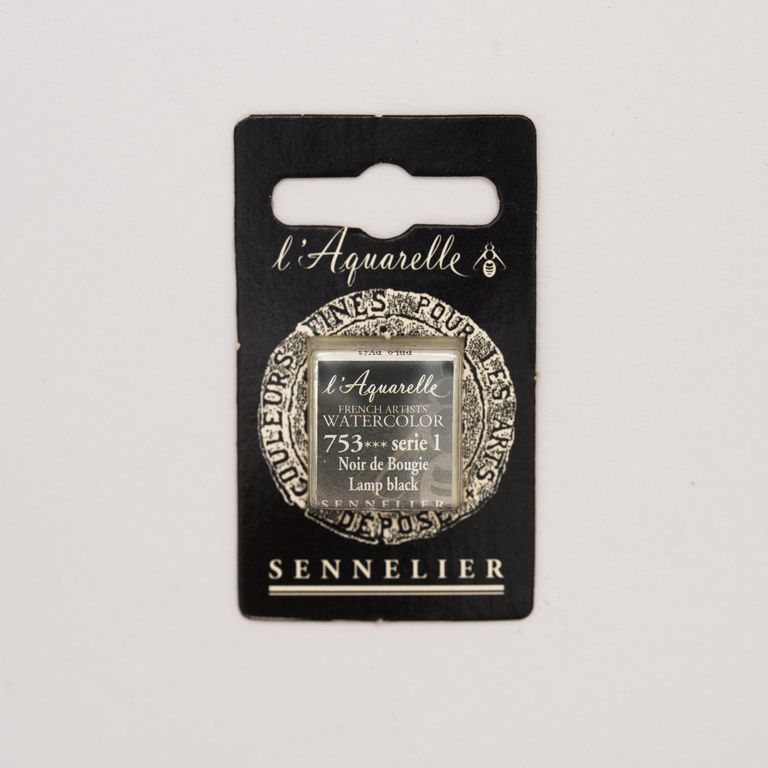 l'Aquarelle
COULEURS FINES POUR LES ARTS
DÉPOSÉ
l'Aquarelle
FRENCH ARTISTS'
WATERCOLOR
753*** serie 1
Noir de Bougie
Lamp black
SENNELIER
SENNELIER